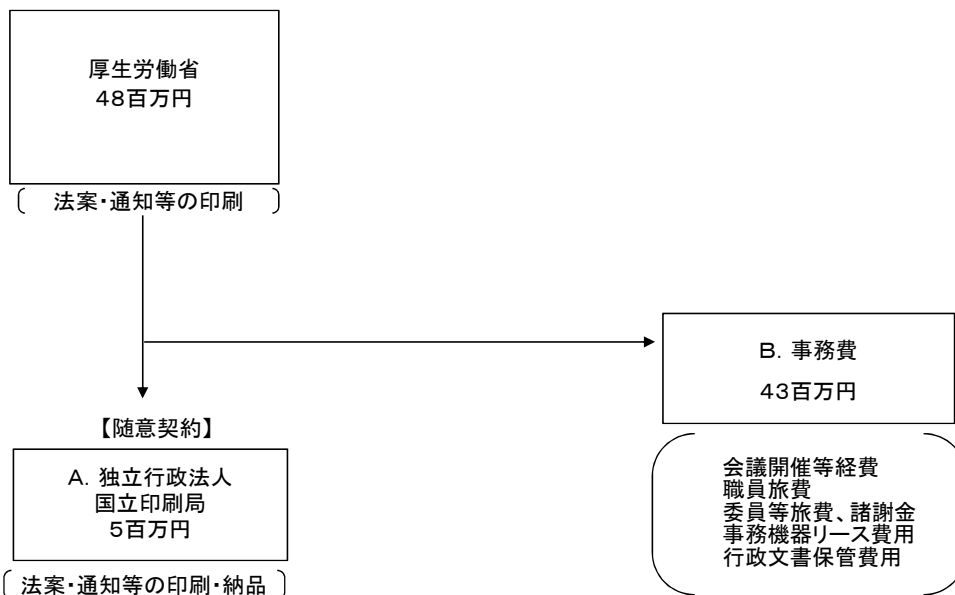 厚生労働省
48百万円
〔 法案・通知等の印刷 〕
B. 事務費
43百万円
【随意契約】
A. 独立行政法人
国立印刷局
5百万円
〔 法案・通知等の印刷・納品 〕
会議開催等経費
職員旅費
委員等旅費、諸謝金
事務機器リース費用
行政文書保管費用